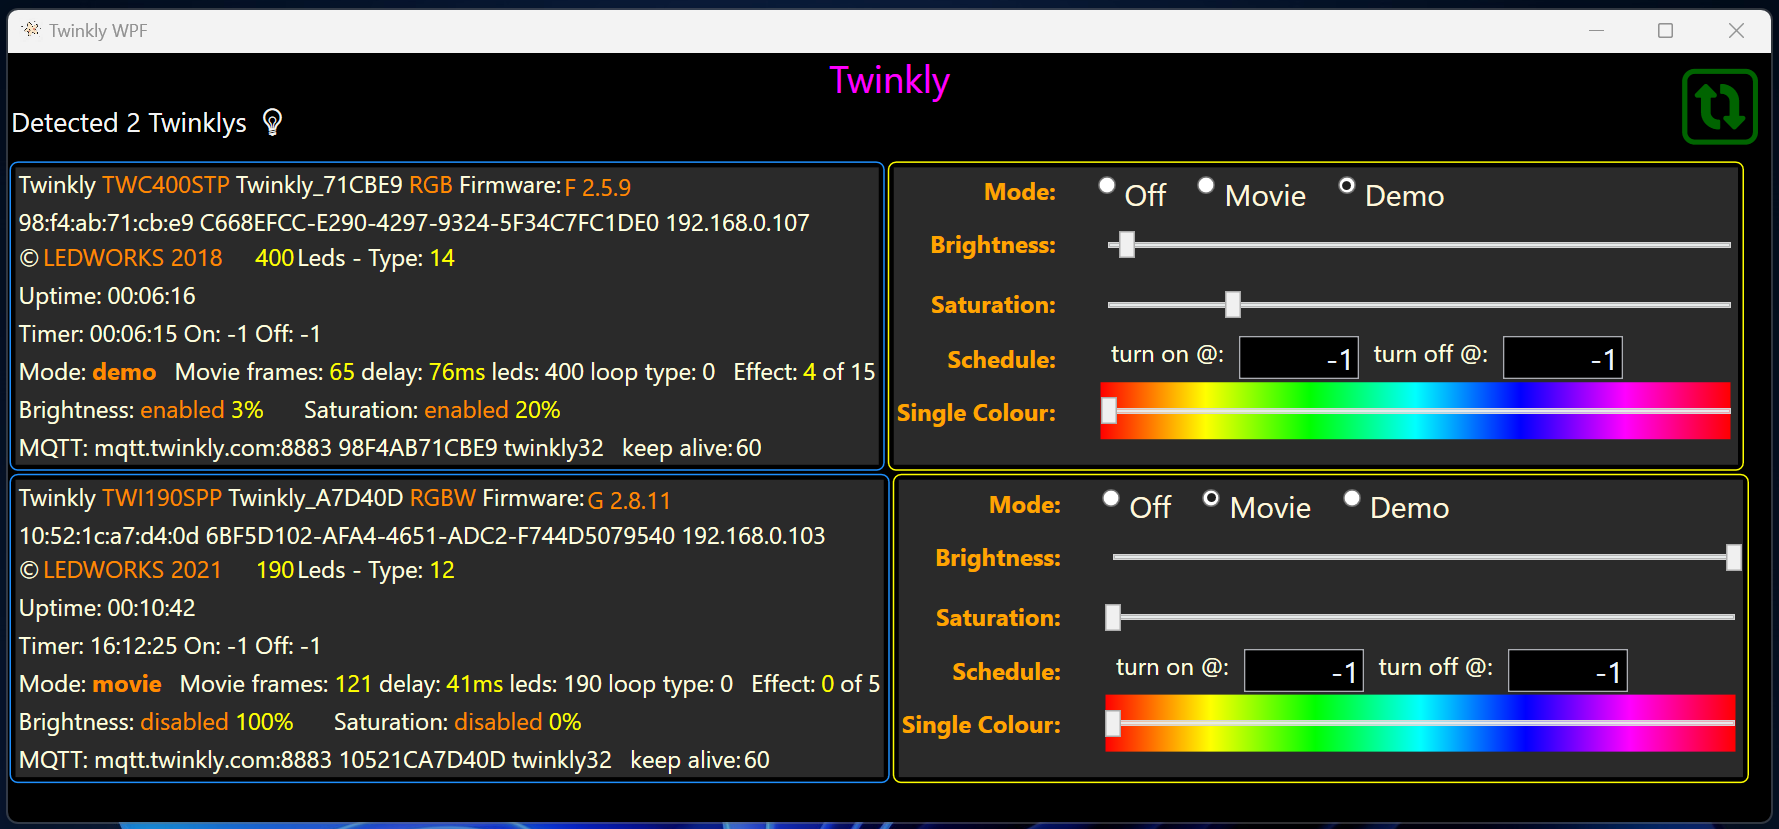 Twinkly WPF
Twinkly
Detected 2 Twinklys
Twinkly TWC400STP Twinkly_71CBE9 RGB Firmware: F 2.5.9
98:f4:ab:71:cb:e9 C668EFCC-E290-4297-9324-5F34C7FC1DE0 192.168.0.107
© LEDWORKS 2018 400 Leds - Type: 14
Uptime: 00:06:16
Timer: 00:06:15 On: -1 Off: -1
Mode: demo Movie frames: 65 delay: 76ms leds: 400 loop type: 0 Effect: 4 of 15
Brightness: enabled 3% Saturation: enabled 20%
MQTT: mqtt.twinkly.com:8883 98F4AB71CBE9 twinkly32 keep alive: 60
Mode: Off Movie Demo
Brightness:
Saturation:
Schedule: turn on @: -1 turn off @: -1
Single Colour:
Twinkly TWI190SPP Twinkly_A7D40D RGBW Firmware: G 2.8.11
10:52:1c:a7:d4:0d 6BF5D102-AFA4-4651-ADC2-F744D5079540 192.168.0.103
© LEDWORKS 2021 190 Leds - Type: 12
Uptime: 00:10:42
Timer: 16:12:25 On: -1 Off: -1
Mode: movie Movie frames: 121 delay: 41ms leds: 190 loop type: 0 Effect: 0 of 5
Brightness: disabled 100% Saturation: disabled 0%
MQTT: mqtt.twinkly.com:8883 10521CA7D40D twinkly32 keep alive: 60
Mode: Off Movie Demo
Brightness:
Saturation:
Schedule: turn on @: -1 turn off @: -1
Single Colour: